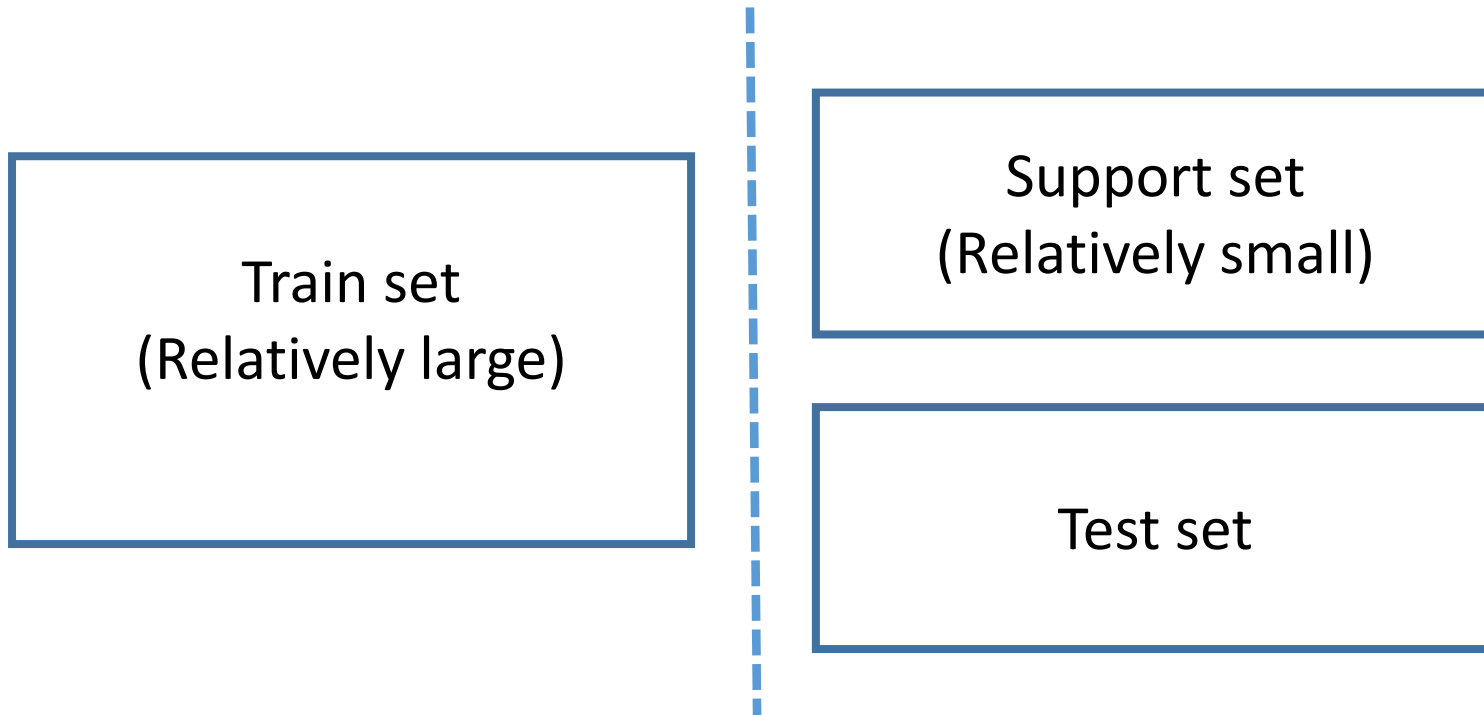 Train set
(Relatively large)
Support set
(Relatively small)
Test set